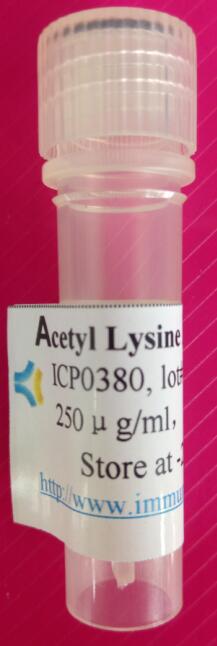 Acetyl Lysine
ICP0380, lot
250 μ g/ml,
Store at -
http://www.immu